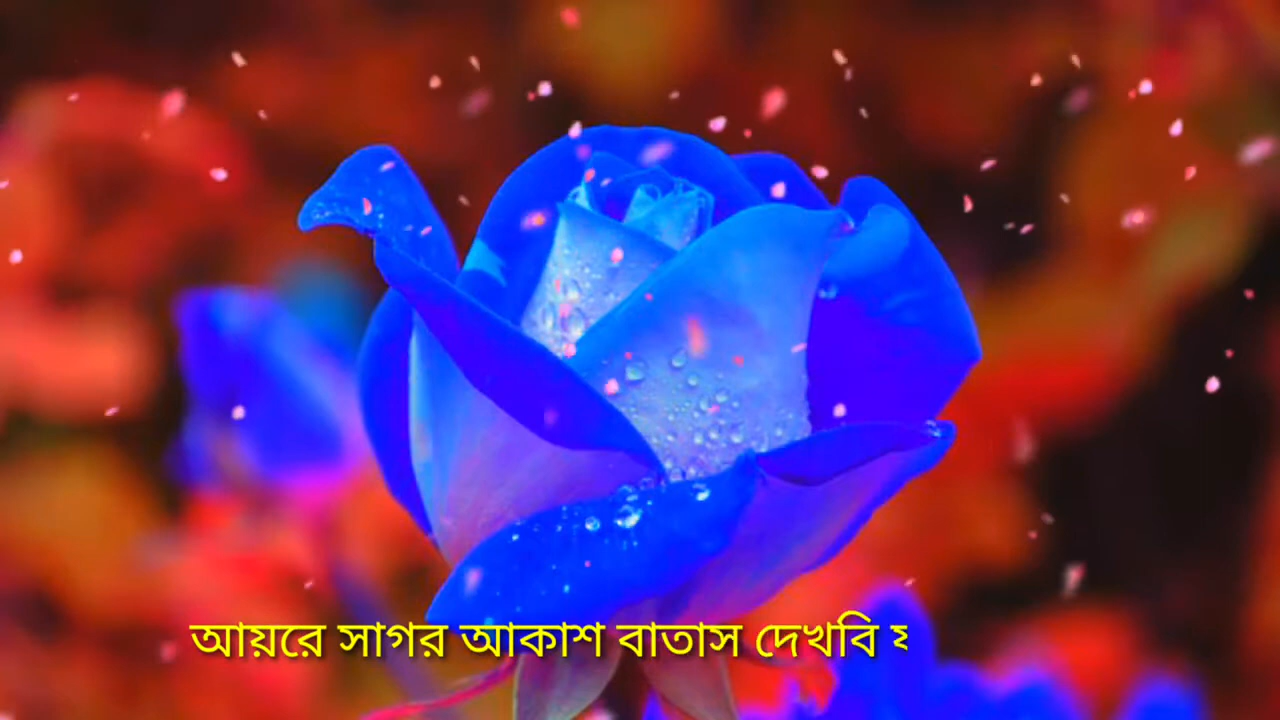 আয়রে সাগর আকাশ বাতাস দেখবি